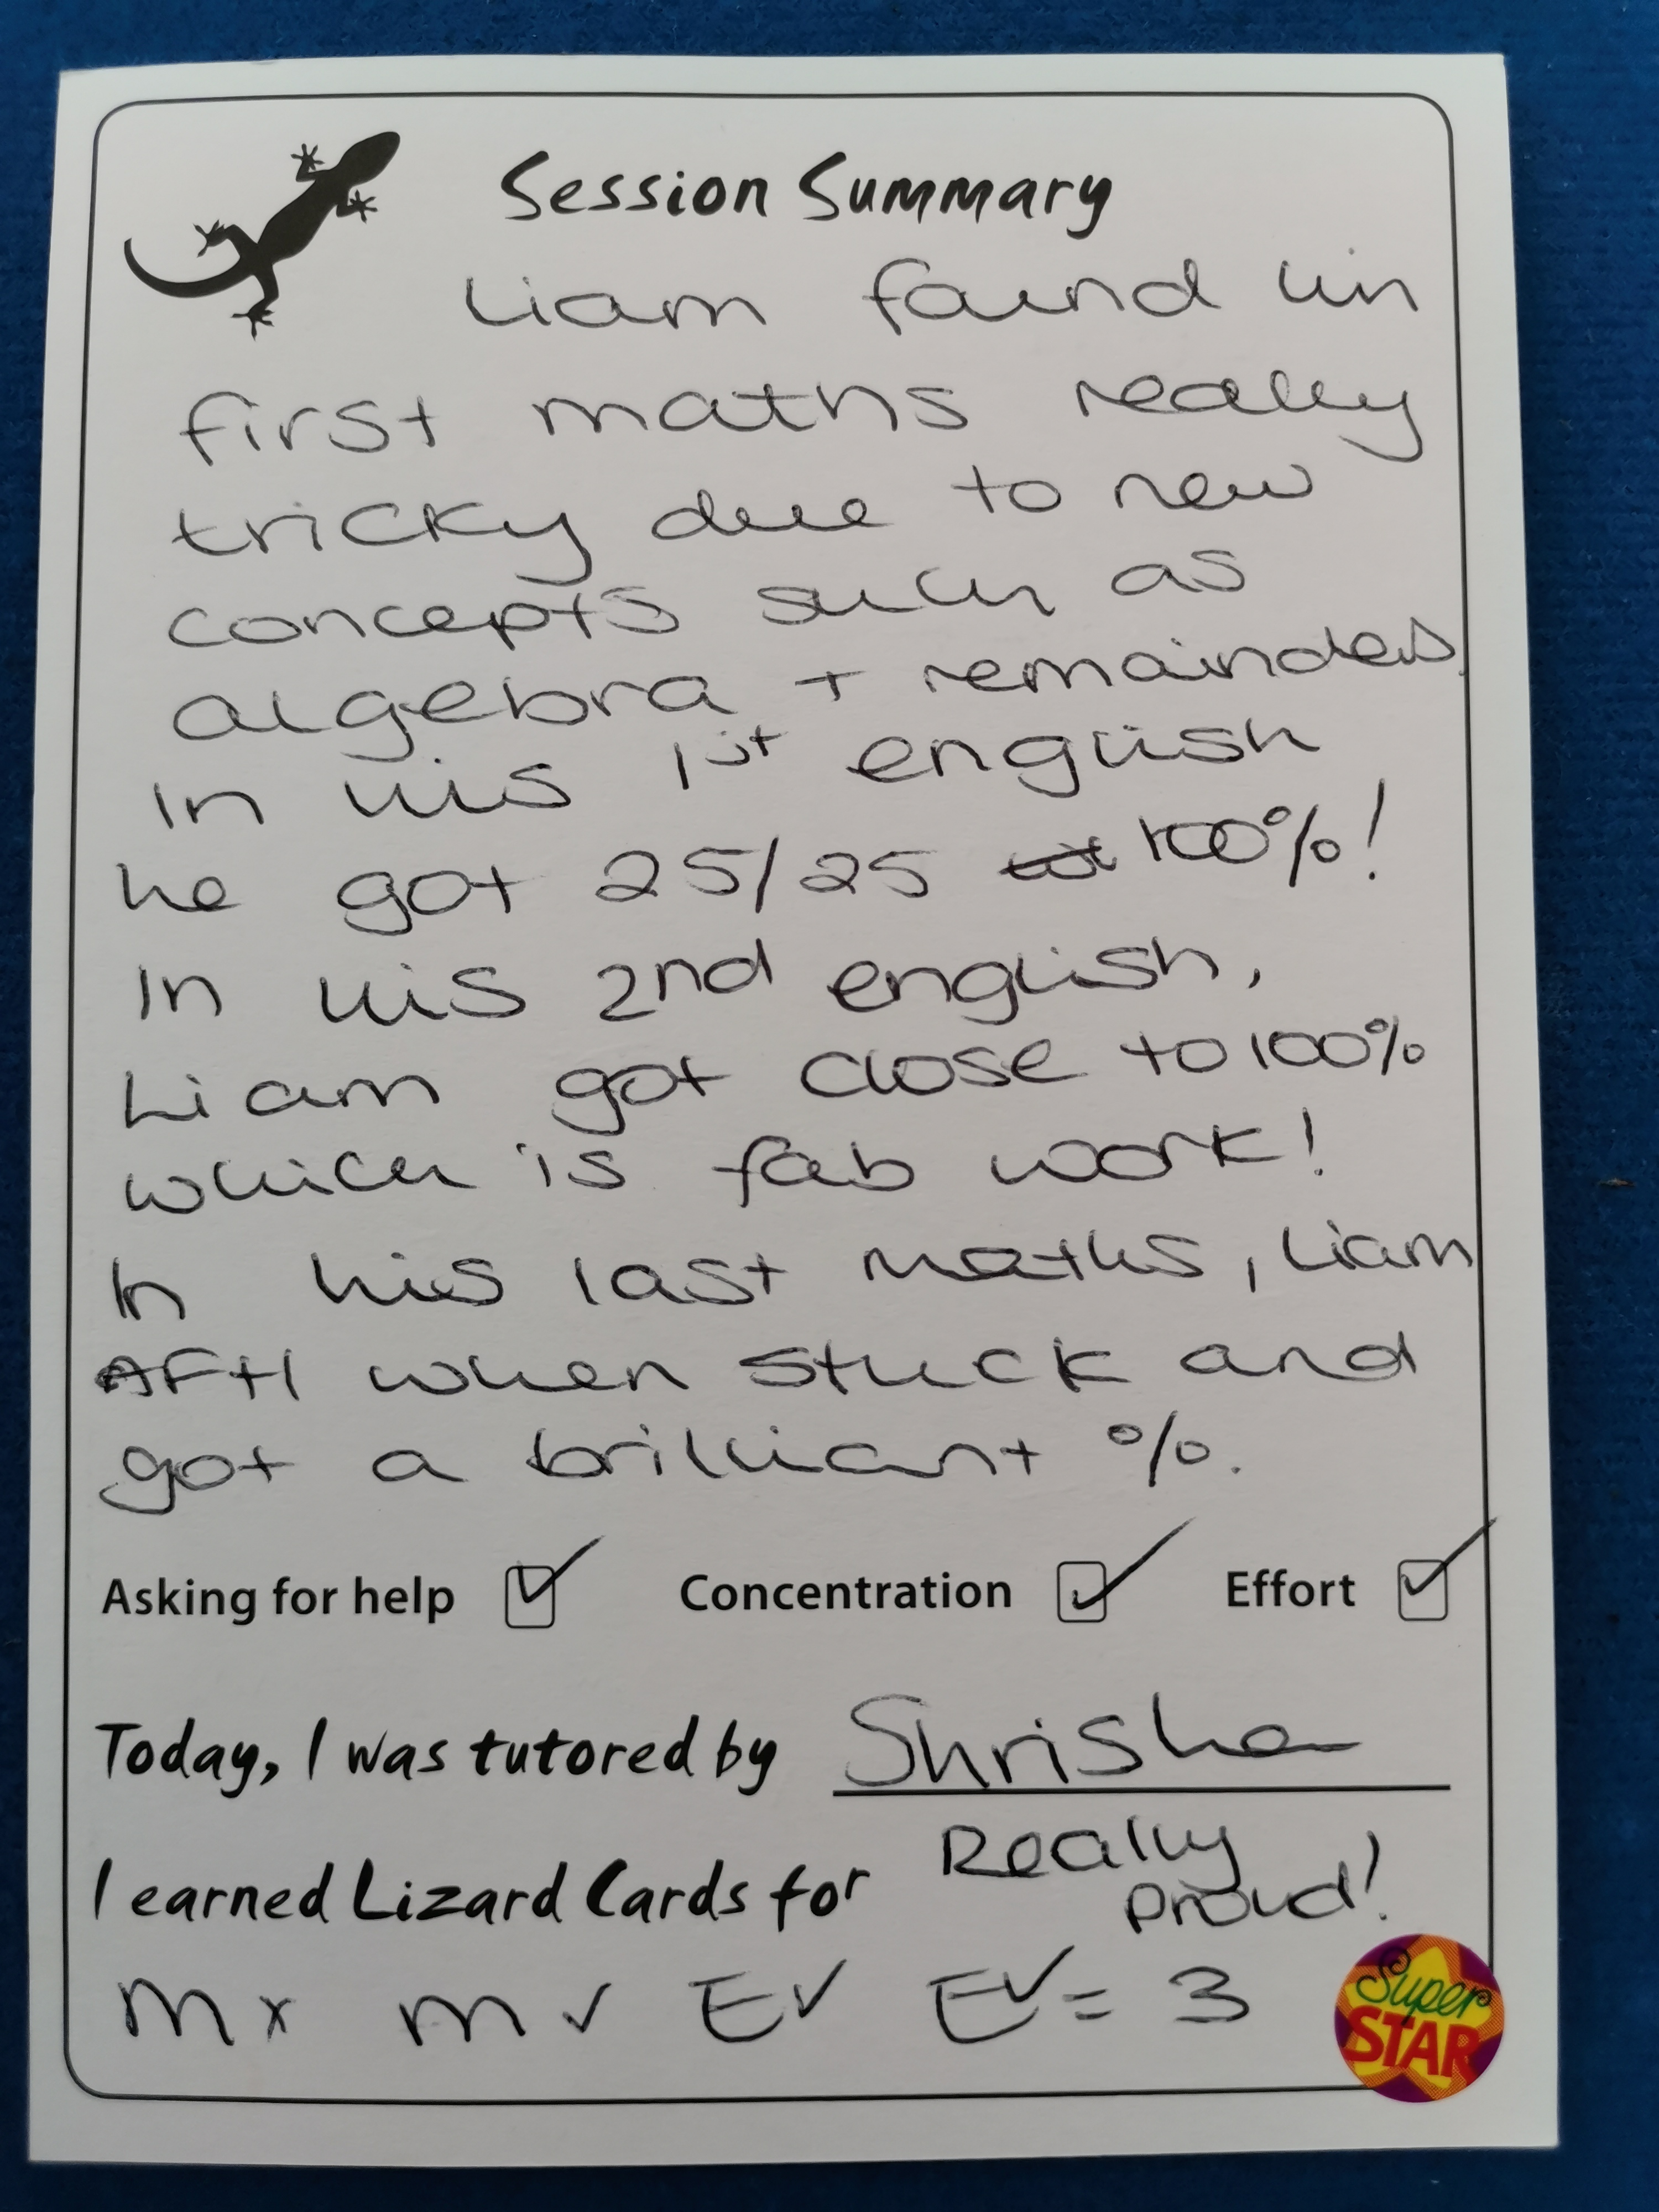 Session Summary
Liam found his
first maths really
tricky due to new
concepts such as
algebra + remainders.
In his 1st english
he got 25/25 100%!
In his 2nd english,
Liam got close to 100%
which is fab work!
In his last maths, Liam
AFH when stuck and
got a brilliant %.
Asking for help ☑ Concentration ☑ Effort ☑
Today, I was tutored by Shrisha
I earned Lizard Cards for Really
Proud!
M x M ✓ E ✓ E ✓ = 3
Super
STAR